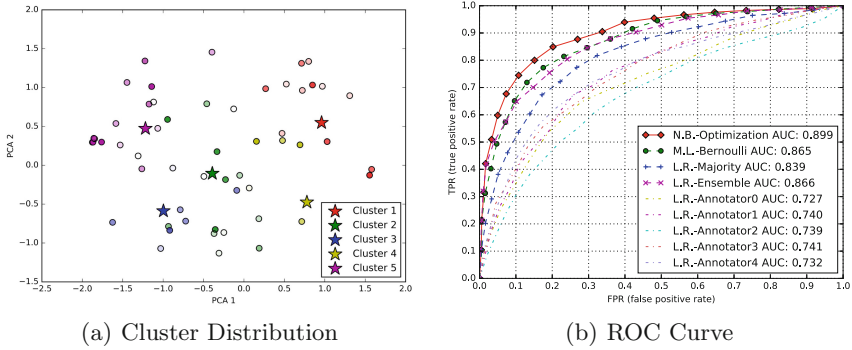 2.0
1.5
1.0
0.5
0.0
−0.5
−1.0
−1.5
−2.5
−2.0
−1.5
−1.0
−0.5
0.0
0.5
1.0
1.5
2.0
PCA 2
PCA 1
Cluster 1
Cluster 2
Cluster 3
Cluster 4
Cluster 5
(a) Cluster Distribution
1.0
0.9
0.8
0.7
0.6
0.5
0.4
0.3
0.2
0.1
0.0
0.0
0.1
0.2
0.3
0.4
0.5
0.6
0.7
0.8
0.9
1.0
TPR (true positive rate)
FPR (false positive rate)
N.B.-Optimization AUC: 0.899
M.L.-Bernoulli AUC: 0.865
L.R.-Majority AUC: 0.839
L.R.-Ensemble AUC: 0.866
L.R.-Annotator0 AUC: 0.727
L.R.-Annotator1 AUC: 0.740
L.R.-Annotator2 AUC: 0.739
L.R.-Annotator3 AUC: 0.741
L.R.-Annotator4 AUC: 0.732
(b) ROC Curve